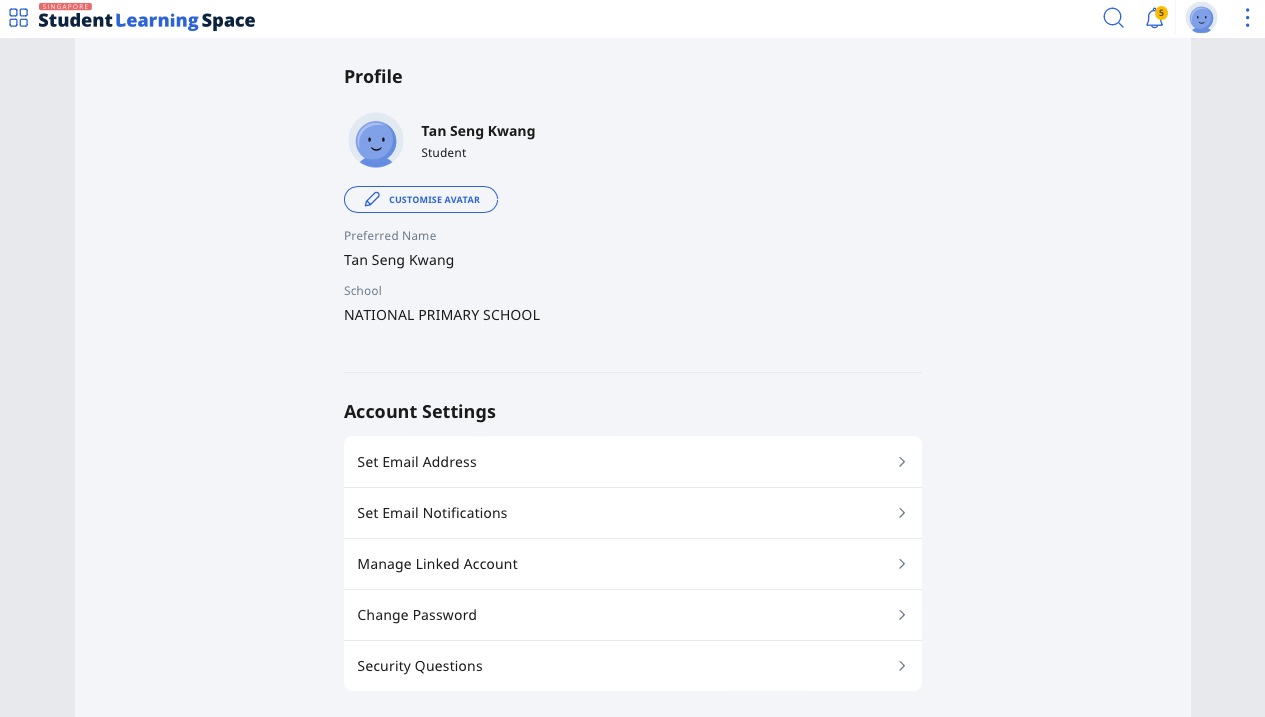 SINGAPORE
Student Learning Space
5
Profile
Tan Seng Kwang
Student
CUSTOMISE AVATAR
Preferred Name
Tan Seng Kwang
School
NATIONAL PRIMARY SCHOOL
Account Settings
Set Email Address
Set Email Notifications
Manage Linked Account
Change Password
Security Questions